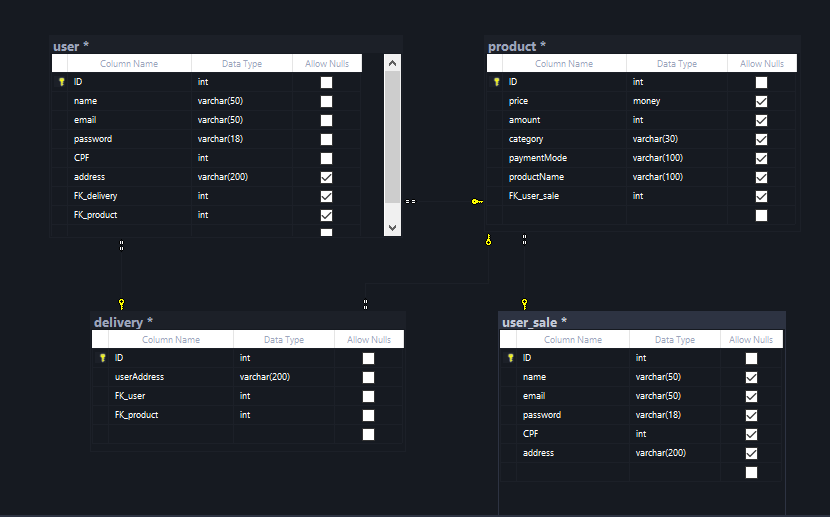 user *
Column Name Data Type Allow Nulls
ID int
name varchar(50)
email varchar(50)
password varchar(18)
CPF int
address varchar(200)
FK_delivery int
FK_product int
product *
Column Name Data Type Allow Nulls
ID int
price money
amount int
category varchar(30)
paymentMode varchar(100)
productName varchar(100)
FK_user_sale int
delivery *
Column Name Data Type Allow Nulls
ID int
userAddress varchar(200)
FK_user int
FK_product int
user_sale *
Column Name Data Type Allow Nulls
ID int
name varchar(50)
email varchar(50)
password varchar(18)
CPF int
address varchar(200)